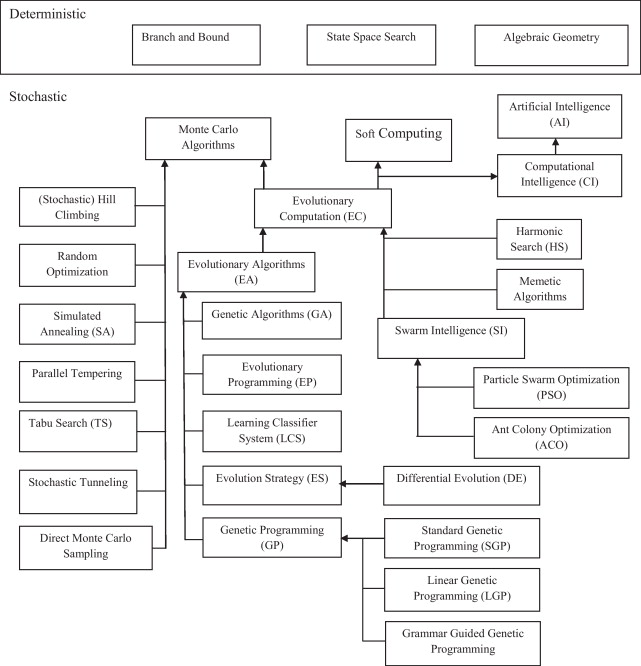 Deterministic
Branch and Bound
State Space Search
Algebraic Geometry
Stochastic
Monte Carlo
Algorithms
Soft Computing
Artificial Intelligence
(AI)
Computational
Intelligence (CI)
(Stochastic) Hill
Climbing
Evolutionary
Computation (EC)
Harmonic
Search (HS)
Random
Optimization
Evolutionary Algorithms
(EA)
Memetic
Algorithms
Simulated
Annealing (SA)
Genetic Algorithms (GA)
Swarm Intelligence (SI)
Parallel Tempering
Evolutionary
Programming (EP)
Particle Swarm Optimization
(PSO)
Tabu Search (TS)
Learning Classifier
System (LCS)
Ant Colony Optimization
(ACO)
Stochastic Tunneling
Evolution Strategy (ES)
Differential Evolution (DE)
Direct Monte Carlo
Sampling
Genetic Programming
(GP)
Standard Genetic
Programming (SGP)
Linear Genetic
Programming (LGP)
Grammar Guided Genetic
Programming